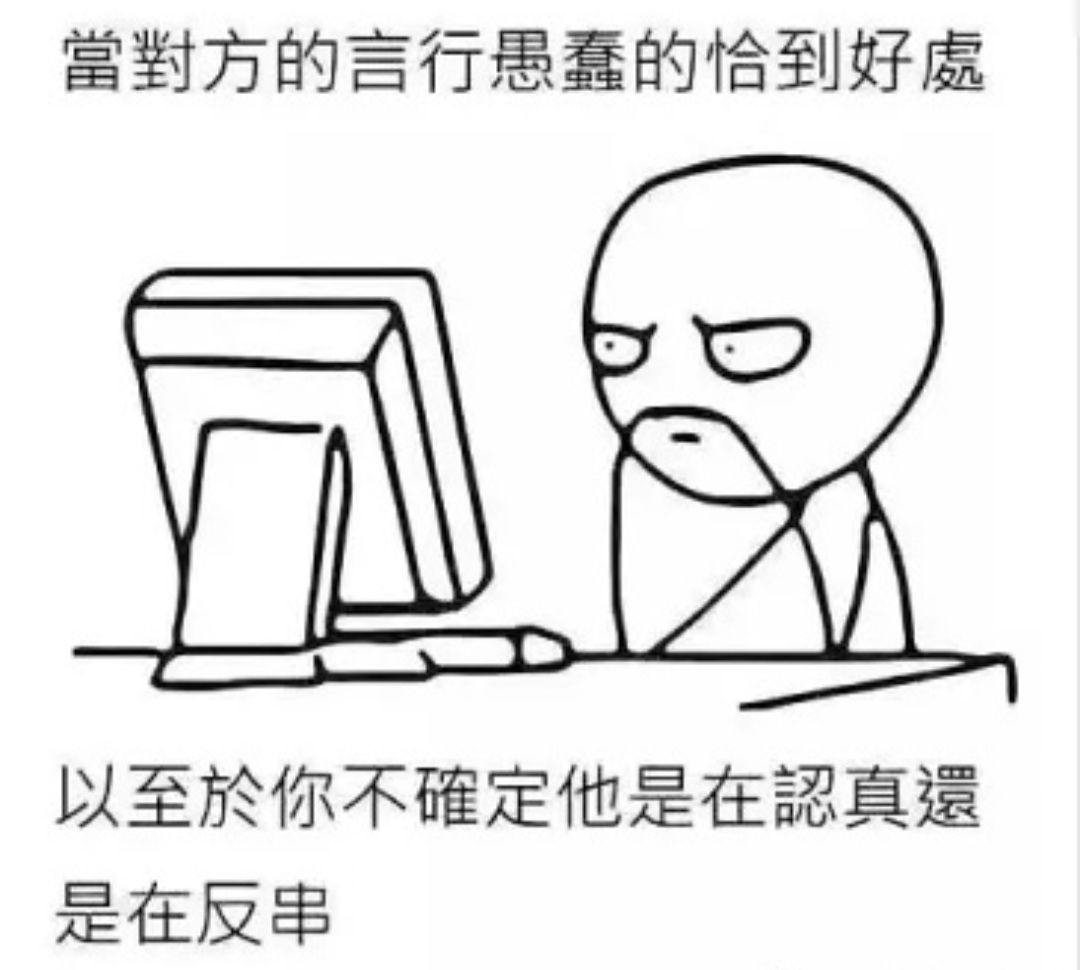 當對方的言行愚蠢的恰到好處
以至於你不確定他是在認真還
是在反串